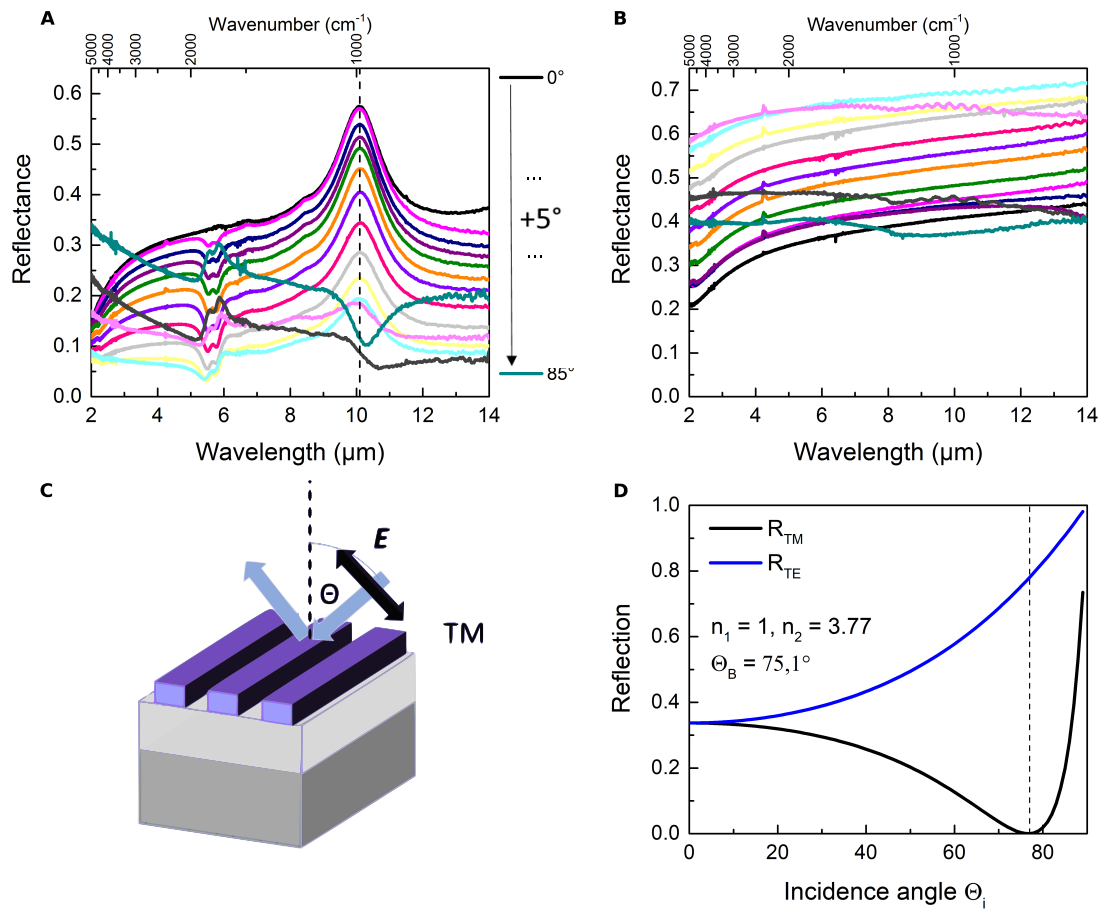 A
Wavenumber (cm⁻¹)
5000 4000 3000 2000 1000
Reflectance
0.6
0.5
0.4
0.3
0.2
0.1
0.0
2 4 6 8 10 12 14
Wavelength (µm)
0°
...
+5°
...
85°
B
Wavenumber (cm⁻¹)
5000 4000 3000 2000 1000
Reflectance
0.7
0.6
0.5
0.4
0.3
0.2
0.1
0.0
2 4 6 8 10 12 14
Wavelength (µm)
C
E
Θ
TM
D
Reflection
1.0
0.8
0.6
0.4
0.2
0.0
R_TM
R_TE
n₁ = 1, n₂ = 3.77
Θ_B = 75,1°
0 20 40 60 80
Incidence angle Θᵢ